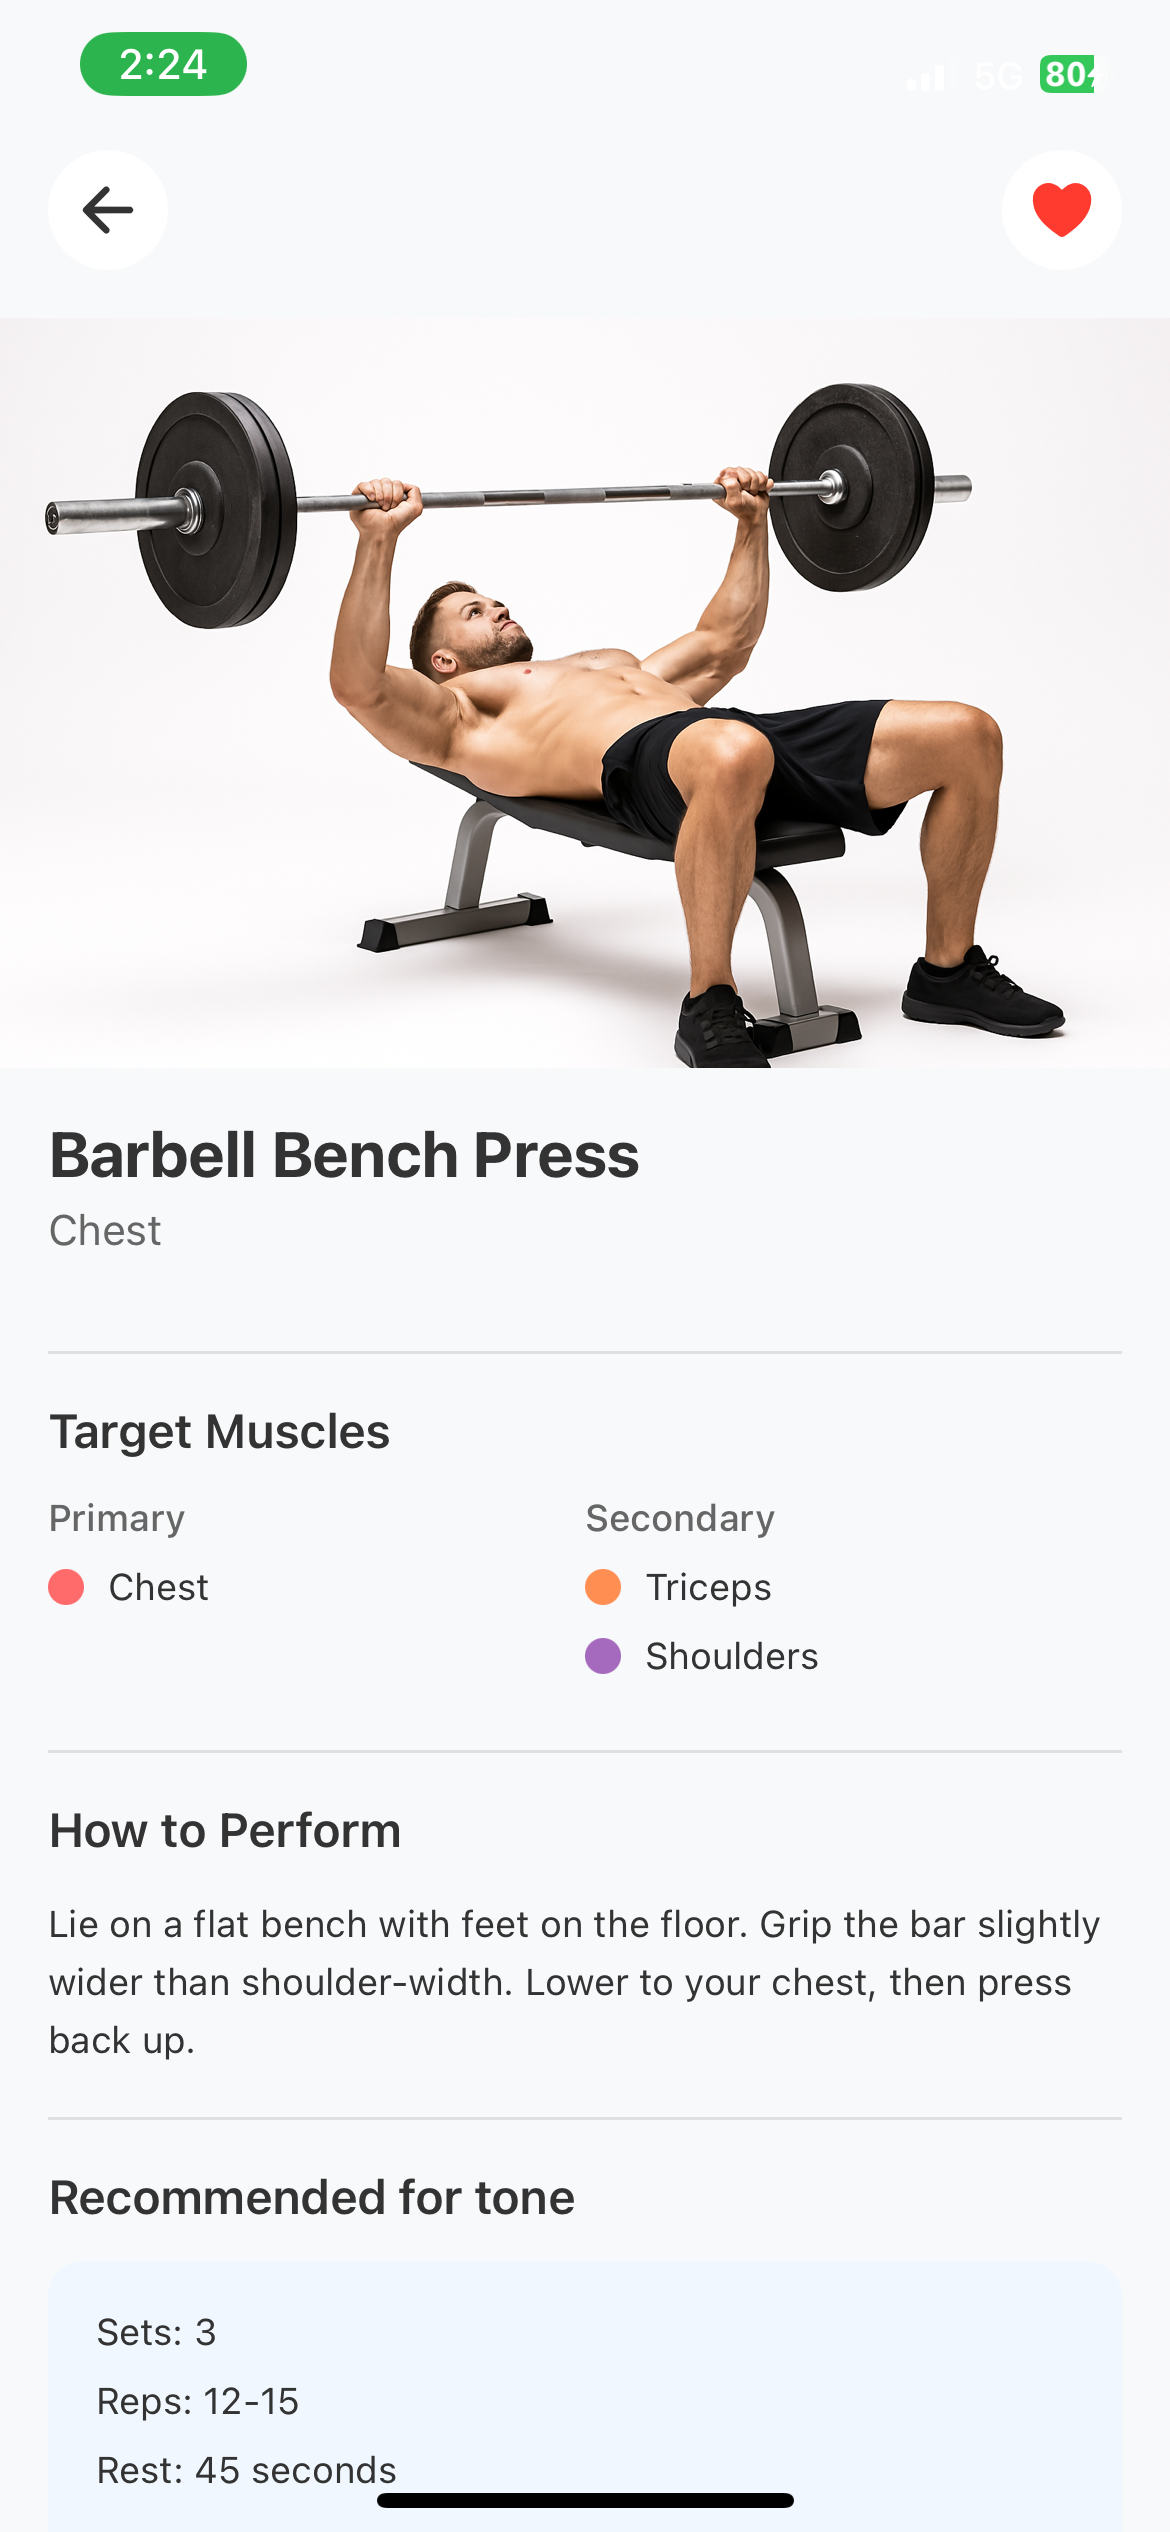 2:24
5G 80
Barbell Bench Press
Chest
Target Muscles
Primary
Secondary
Chest
Triceps
Shoulders
How to Perform
Lie on a flat bench with feet on the floor. Grip the bar slightly
wider than shoulder-width. Lower to your chest, then press
back up.
Recommended for tone
Sets: 3
Reps: 12-15
Rest: 45 seconds